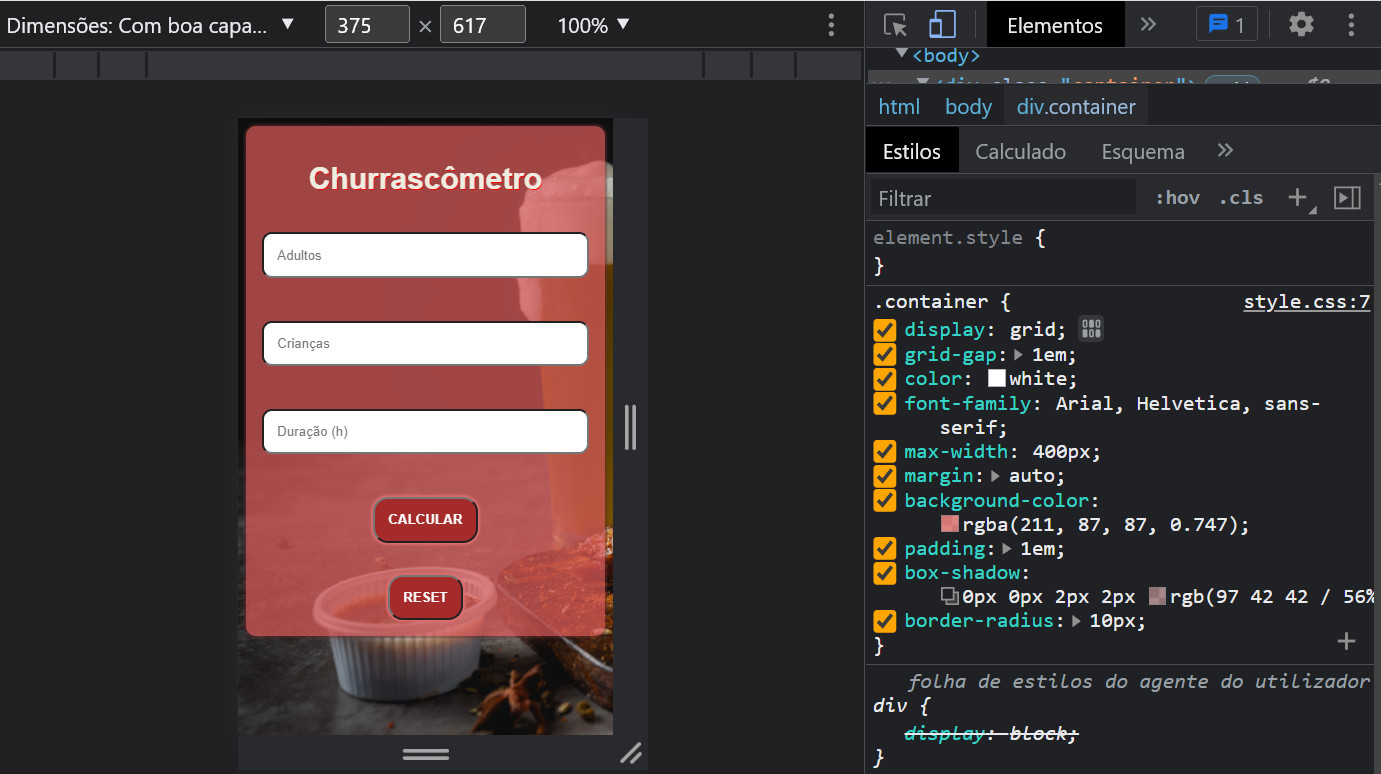 Dimensões: Com boa capa... ▼ 375 × 617 100% ▼
Elementos » 1
<body>
<div class="container">
html body div.container
Estilos Calculado Esquema »
Filtrar :hov .cls +
element.style {
}
.container { style.css:7
display: grid;
grid-gap: 1em;
color: white;
font-family: Arial, Helvetica, sans-
serif;
max-width: 400px;
margin: auto;
background-color:
rgba(211, 87, 87, 0.747);
padding: 1em;
box-shadow:
0px 0px 2px 2px rgb(97 42 42 / 56%
border-radius: 10px;
}
folha de estilos do agente do utilizador
div {
display: block;
}
Churrascômetro
Adultos
Crianças
Duração (h)
CALCULAR
RESET